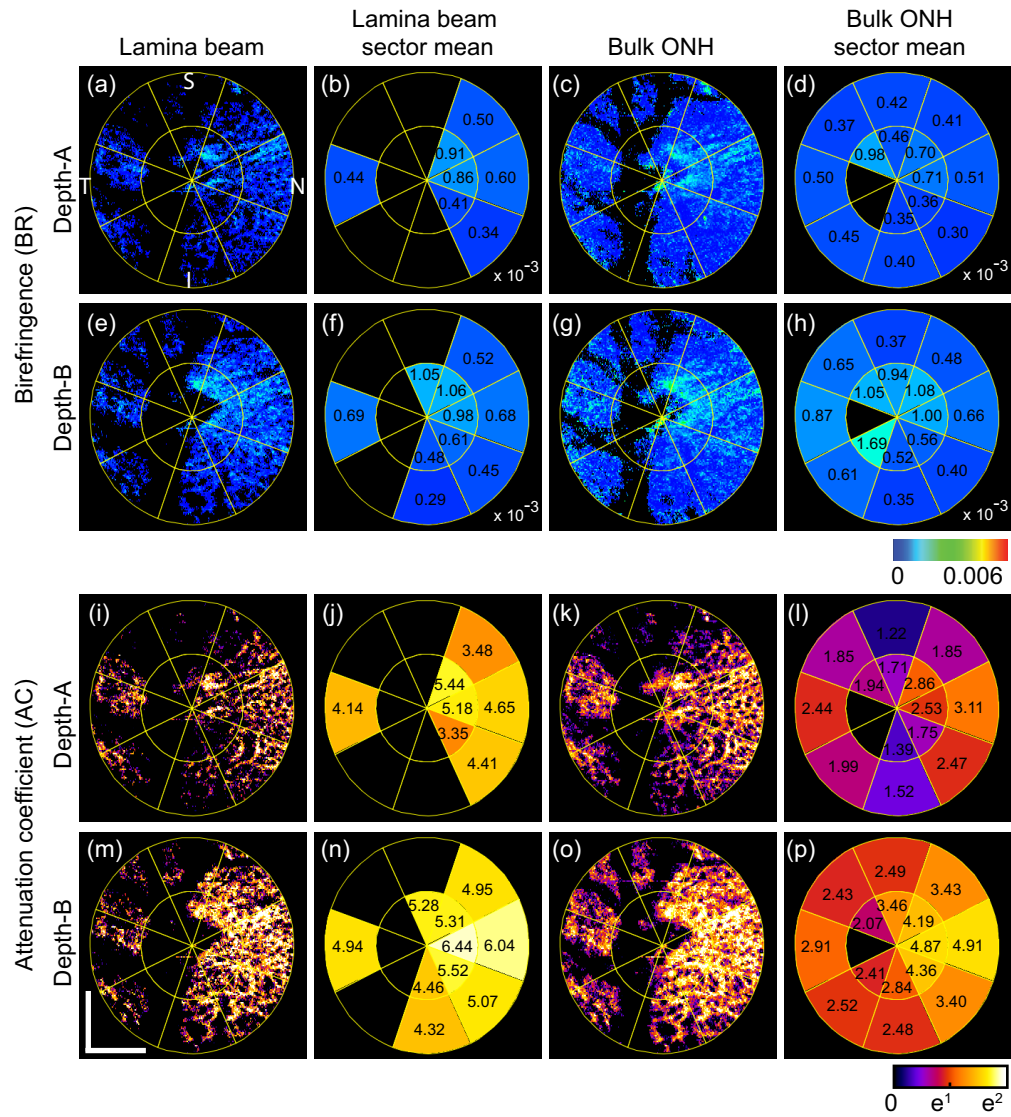 Lamina beam
Lamina beam
sector mean
Bulk ONH
Bulk ONH
sector mean
Birefringence (BR)
Depth-A
(a)
S
T
N
I
(b)
0.50
0.91
0.44
0.86
0.60
0.41
0.34
x 10⁻³
(c)
(d)
0.42
0.37
0.41
0.46
0.98
0.70
0.50
0.71
0.51
0.36
0.35
0.45
0.30
0.40
x 10⁻³
Depth-B
(e)
(f)
0.52
1.05
1.06
0.69
0.98
0.68
0.61
0.48
0.45
0.29
x 10⁻³
(g)
(h)
0.37
0.65
0.48
0.94
1.05
1.08
0.87
1.00
0.66
1.69
0.56
0.52
0.61
0.40
0.35
x 10⁻³
0
0.006
Attenuation coefficient (AC)
Depth-A
(i)
(j)
3.48
5.44
4.14
5.18
4.65
3.35
4.41
(k)
(l)
1.22
1.85
1.85
1.71
1.94
2.86
2.44
2.53
3.11
1.75
1.39
1.99
2.47
1.52
Depth-B
(m)
(n)
4.95
5.28
5.31
4.94
6.44
6.04
5.52
4.46
5.07
4.32
(o)
(p)
2.49
2.43
3.43
3.46
2.07
4.19
2.91
4.87
4.91
2.41
4.36
2.84
2.52
3.40
2.48
0
e¹
e²